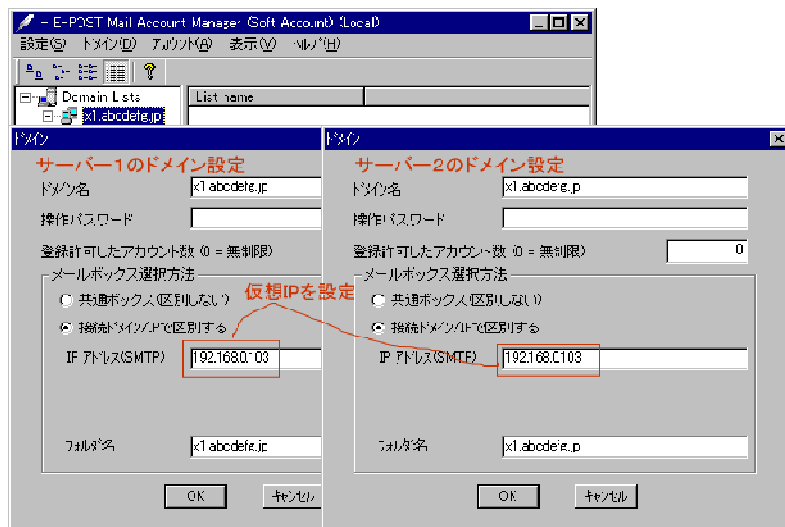 - E-POST Mail Account Manager (Soft Account) (Local)
設定(S) ドメイン(D) アカウント(A) 表示(V) ヘルプ(H)
Domain Lists
List name
x1.abcdefg.jp
ドメイン
サーバー1のドメイン設定
ドメイン名
x1.abcdefg.jp
操作パスワード
登録許可したアカウント数 (0 = 無制限)
メールボックス選択方法
共通ボックス(区別しない)
接続ドメイン/IPで区別する
IP アドレス(SMTP)
192.168.0.103
フォルダ名
x1.abcdefg.jp
OK
キャンセル
仮想IPを設定
ドメイン
サーバー2のドメイン設定
ドメイン名
x1.abcdefg.jp
操作パスワード
登録許可したアカウント数 (0 = 無制限)
0
メールボックス選択方法
共通ボックス(区別しない)
接続ドメイン/IPで区別する
IP アドレス(SMTP)
192.168.0.103
フォルダ名
x1.abcdefg.jp
OK
キャンセル